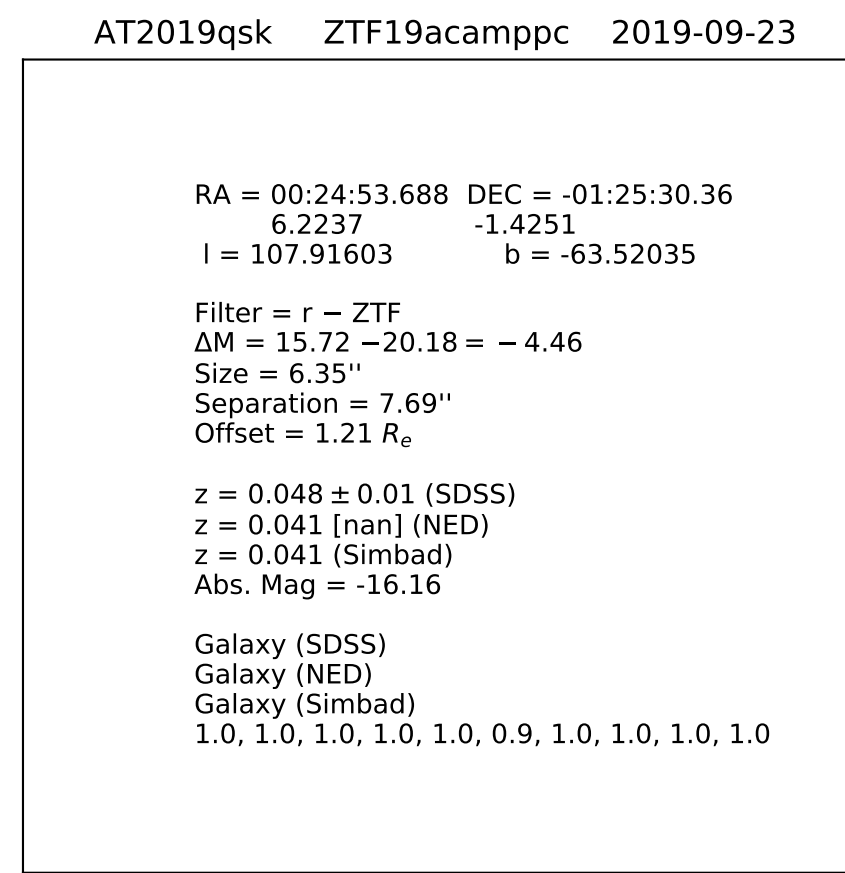 AT2019qsk ZTF19acamppc 2019-09-23
RA = 00:24:53.688 DEC = -01:25:30.36
6.2237 -1.4251
l = 107.91603 b = -63.52035
Filter = r − ZTF
ΔM = 15.72 −20.18 = − 4.46
Size = 6.35''
Separation = 7.69''
Offset = 1.21 Re
z = 0.048 ± 0.01 (SDSS)
z = 0.041 [nan] (NED)
z = 0.041 (Simbad)
Abs. Mag = -16.16
Galaxy (SDSS)
Galaxy (NED)
Galaxy (Simbad)
1.0, 1.0, 1.0, 1.0, 1.0, 0.9, 1.0, 1.0, 1.0, 1.0